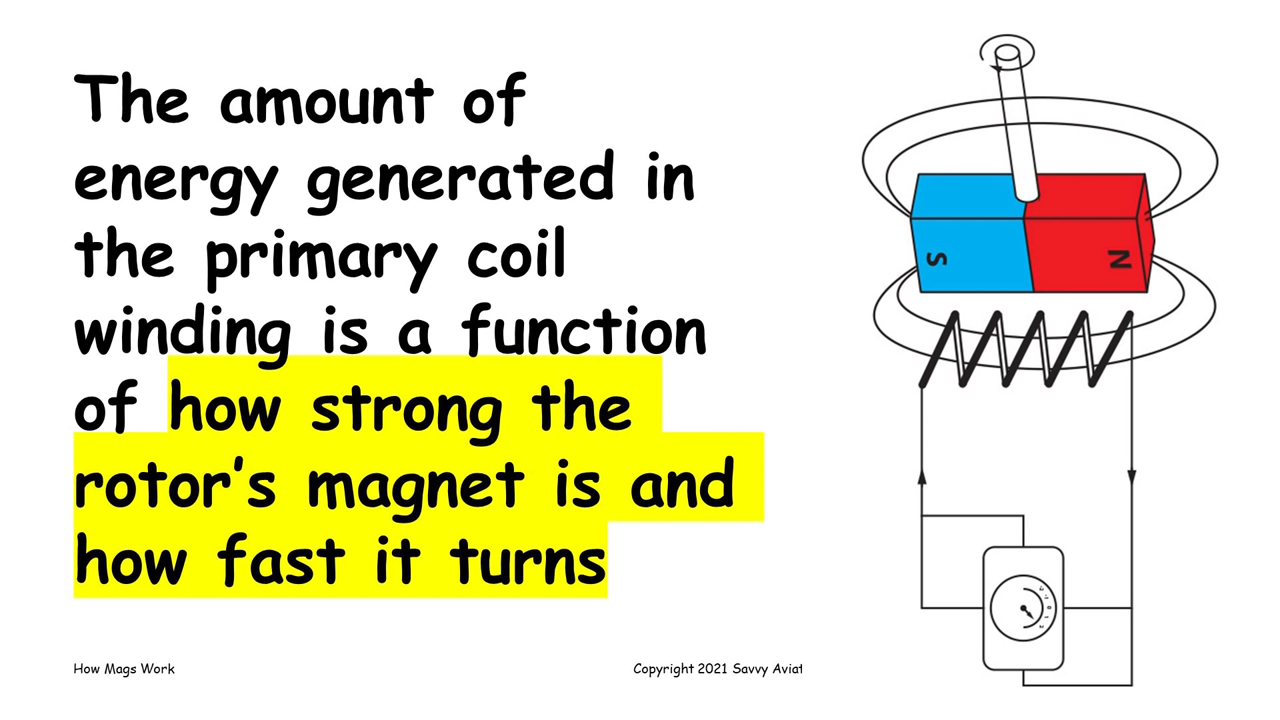 The amount of
energy generated in
the primary coil
winding is a function
of how strong the
rotor's magnet is and
how fast it turns
S
N
How Mags Work
Copyright 2021 Savvy Aviat